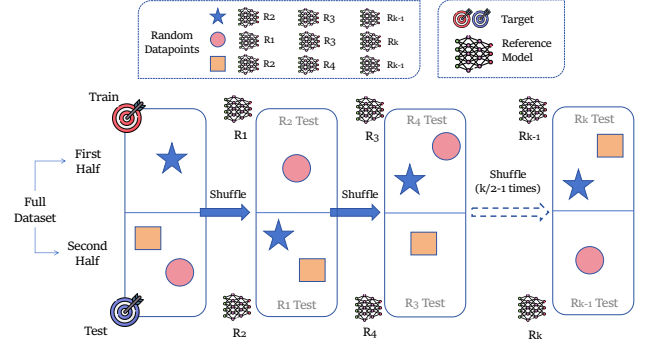 Random
Datapoints
R2 R3 Rk-1
R1 R3 Rk
R2 R4 Rk-1
Target
Reference
Model
Train
R1
R2 Test
R3
R4 Test
Rk-1
Rk Test
First
Half
Full
Dataset
Shuffle
Shuffle
Shuffle
(k/2-1 times)
Second
Half
R1 Test
R3 Test
Rk-1 Test
Test
R2
R4
Rk